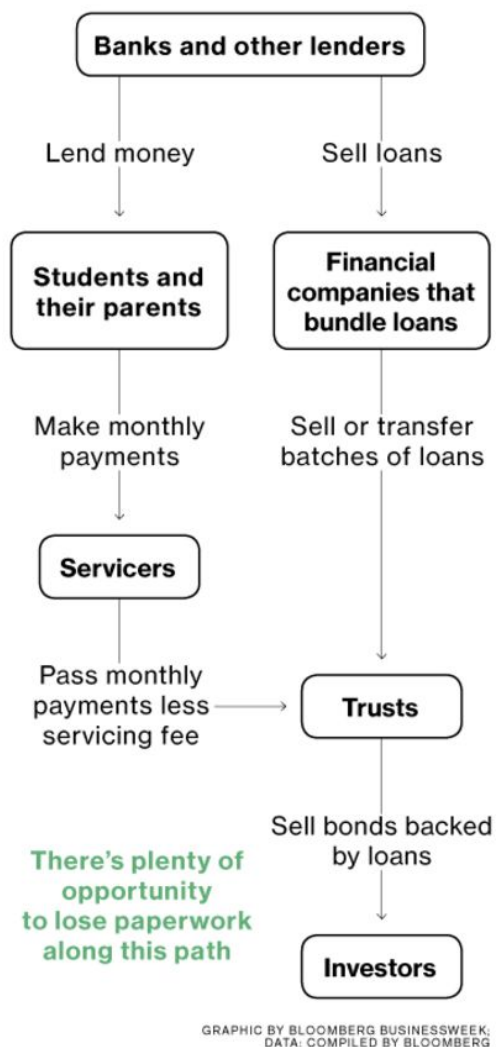 Banks and other lenders
Lend money
Sell loans
Students and
their parents
Financial
companies that
bundle loans
Make monthly
payments
Sell or transfer
batches of loans
Servicers
Pass monthly
payments less
servicing fee
Trusts
Sell bonds backed
by loans
There's plenty of
opportunity
to lose paperwork
along this path
Investors
GRAPHIC BY BLOOMBERG BUSINESSWEEK;
DATA: COMPILED BY BLOOMBERG